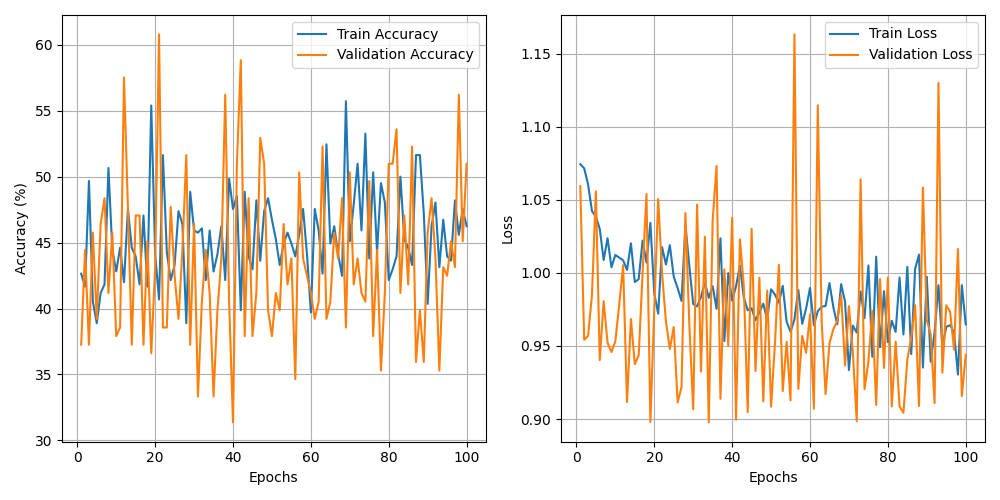 Train Accuracy
Validation Accuracy
Accuracy (%)
60
55
50
45
40
35
30
0 20 40 60 80 100
Epochs
Train Loss
Validation Loss
Loss
1.15
1.10
1.05
1.00
0.95
0.90
0 20 40 60 80 100
Epochs